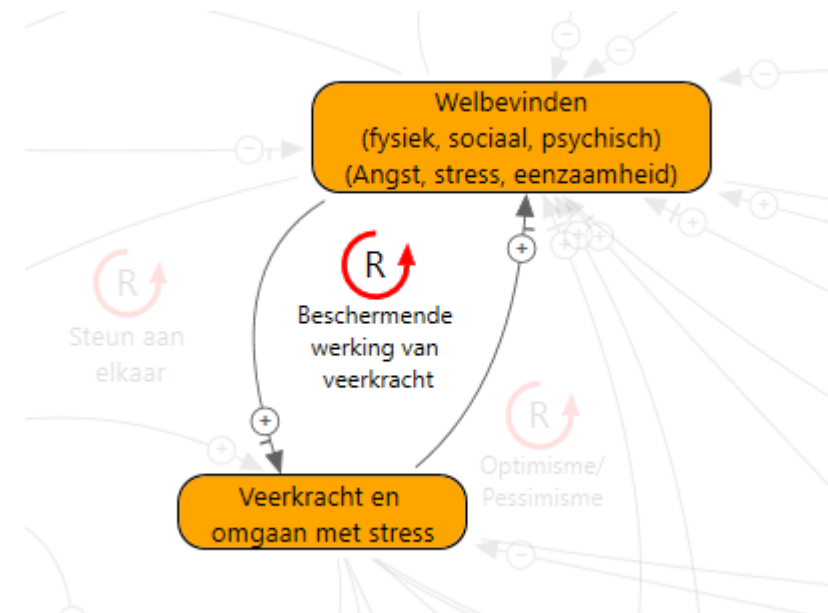 Welbevinden
(fysiek, sociaal, psychisch)
(Angst, stress, eenzaamheid)
R
Beschermende
werking van
veerkracht
R
Steun aan
elkaar
R
Optimisme/
Pessimisme
Veerkracht en
omgaan met stress